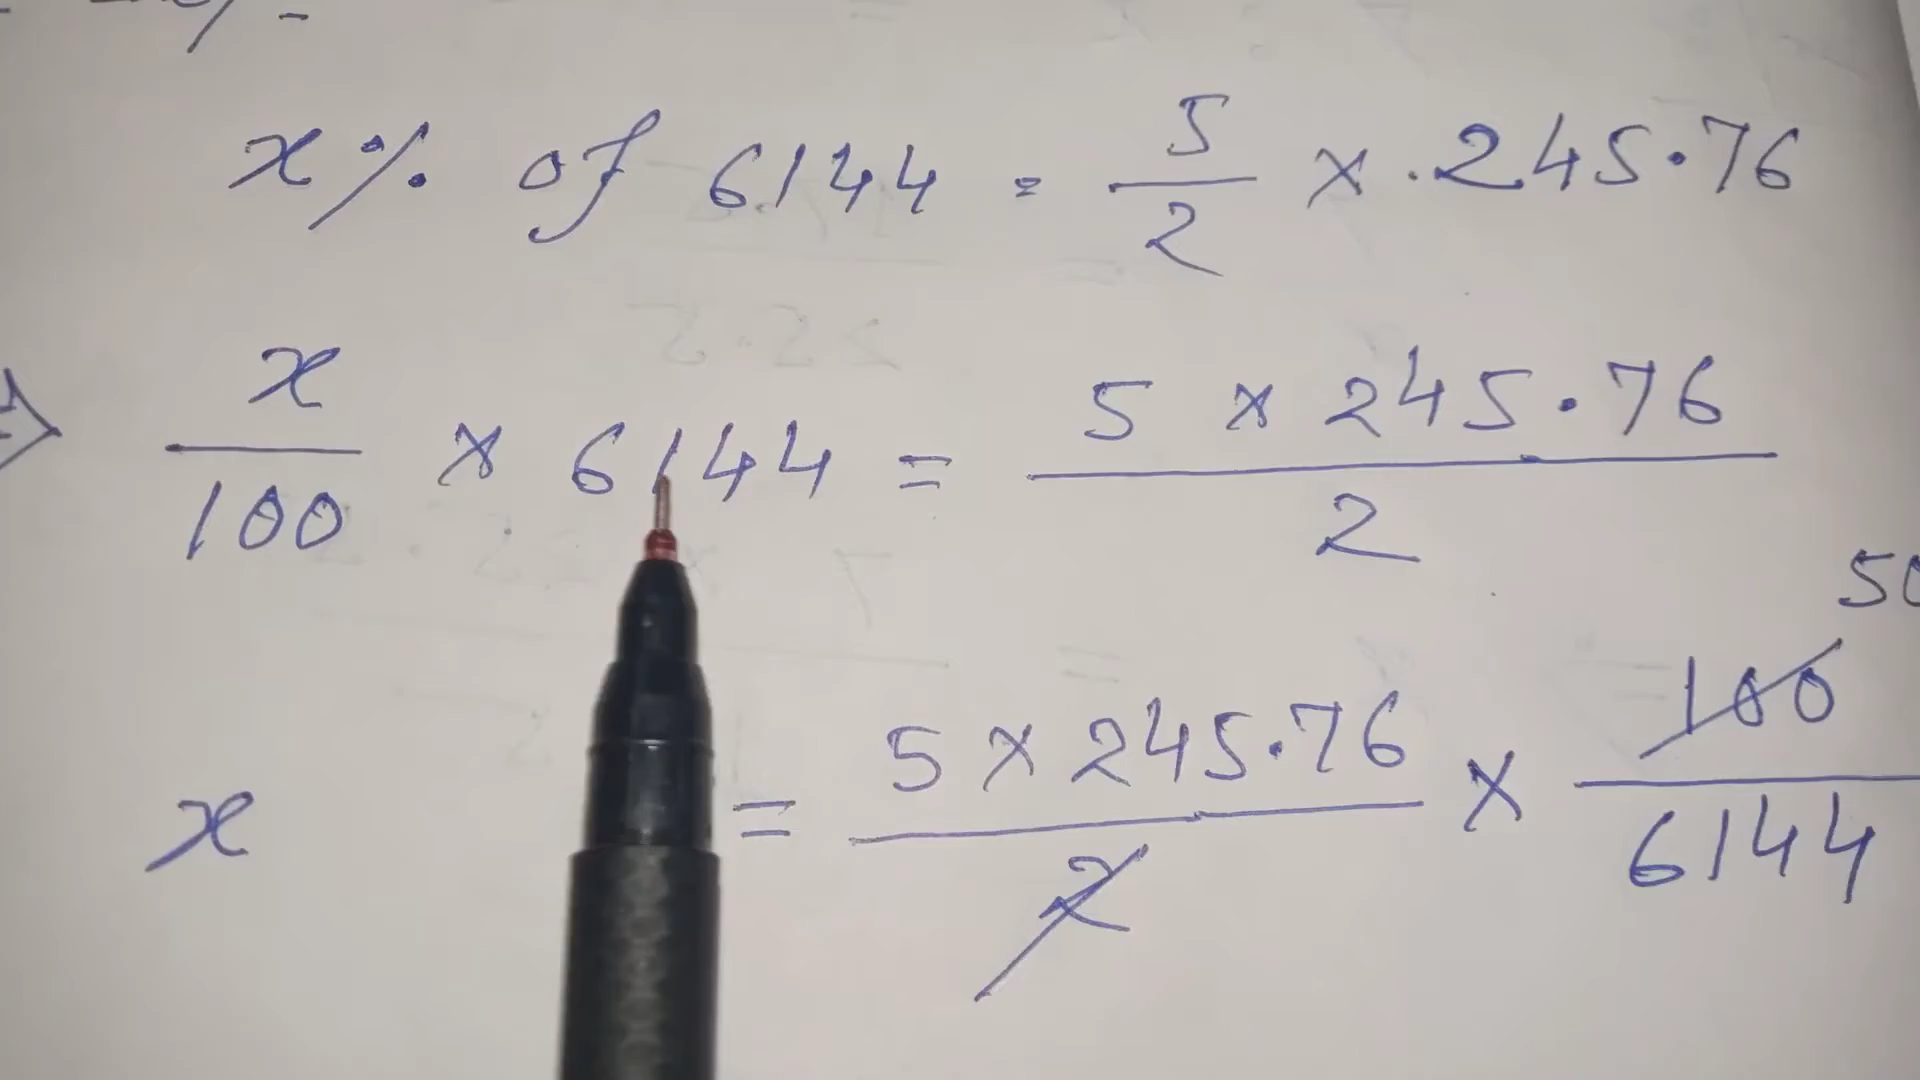 x% of 6144 = 5/2 × .245.76
x/100 × 6144 = 5 × 245.76/2
50
x = 5 × 245.76/2 × 100/6144